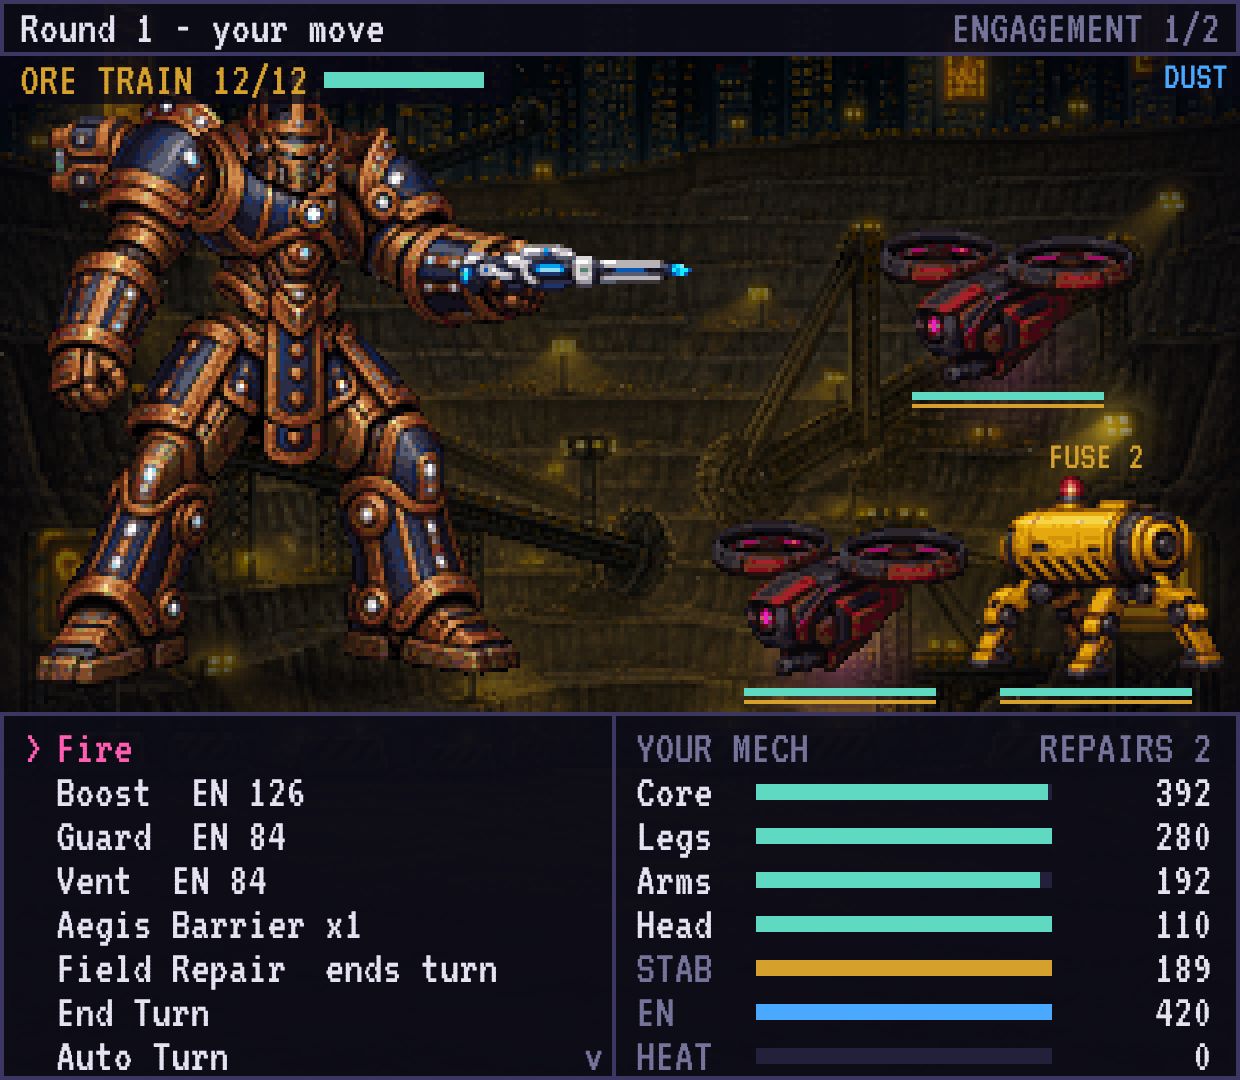 Round 1 - your move
ENGAGEMENT 1/2
ORE TRAIN 12/12
DUST
FUSE 2
> Fire
Boost EN 126
Guard EN 84
Vent EN 84
Aegis Barrier x1
Field Repair ends turn
End Turn
Auto Turn v
YOUR MECH REPAIRS 2
Core 392
Legs 280
Arms 192
Head 110
STAB 189
EN 420
HEAT 0